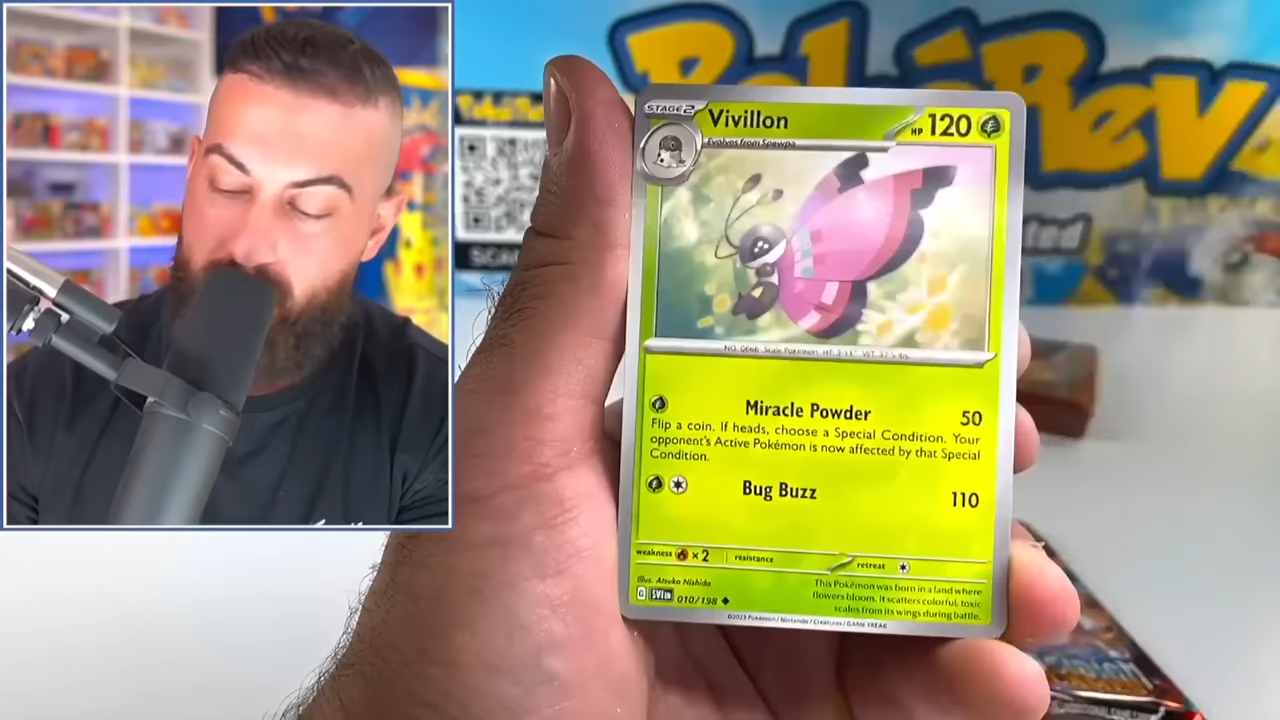 PokéRev
PokéRev
SCAN
STAGE2
Vivillon
HP 120
Evolves from Spewpa
NO. 0666 Scale Pokémon HT: 3'11" WT: 37.5 lbs.
Miracle Powder 50
Flip a coin. If heads, choose a Special Condition. Your
opponent's Active Pokémon is now affected by that Special
Condition.
Bug Buzz 110
weakness ×2 resistance retreat
Illus. Atsuko Nishida
G SVI EN 010/198
This Pokémon was born in a land where
flowers bloom. It scatters colorful, toxic
scales from its wings during battle.
©2023 Pokémon / Nintendo / Creatures / GAME FREAK